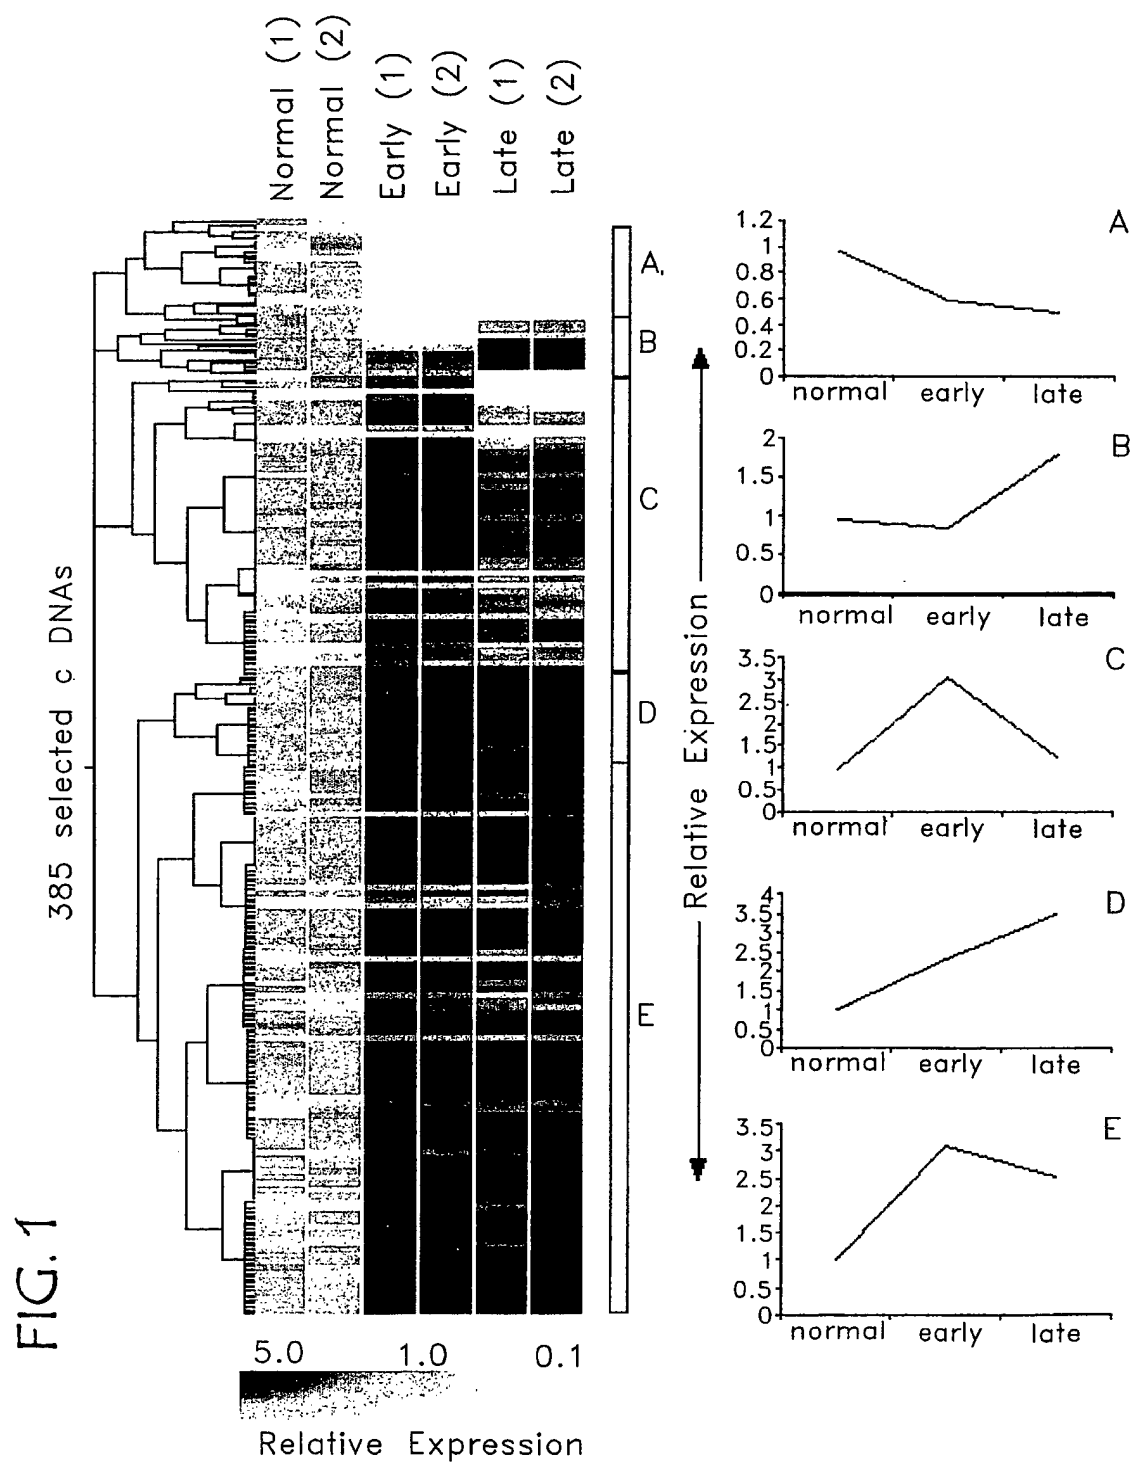 FIG. 1
385 selected c DNAs
Normal (1)
Normal (2)
Early (1)
Early (2)
Late (1)
Late (2)
A.
B
C
D
E
5.0 1.0 0.1
Relative Expression
Relative Expression
A
1.2
1
0.8
0.6
0.4
0.2
0
normal early late
B
2
1.5
1
0.5
0
normal early late
C
3.5
3
2.5
2
1.5
1
0.5
0
normal early late
D
4
3.5
3
2.5
2
1.5
1
0.5
0
normal early late
E
3.5
3
2.5
2
1.5
1
0.5
0
normal early late